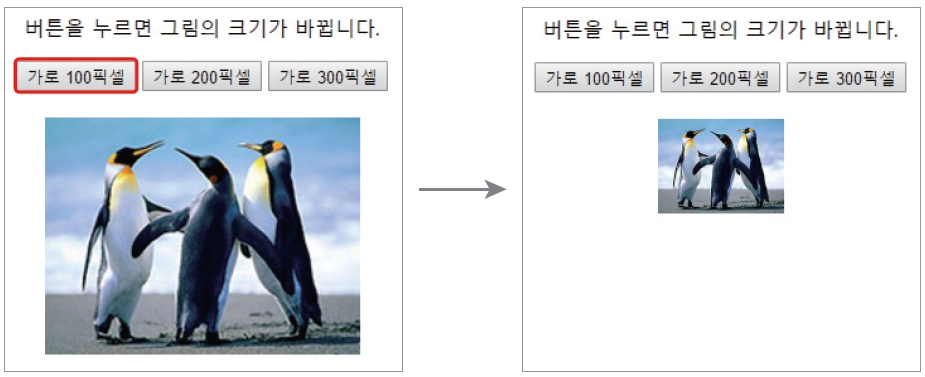 버튼을 누르면 그림의 크기가 바뀝니다.
가로 100픽셀 가로 200픽셀 가로 300픽셀
버튼을 누르면 그림의 크기가 바뀝니다.
가로 100픽셀 가로 200픽셀 가로 300픽셀